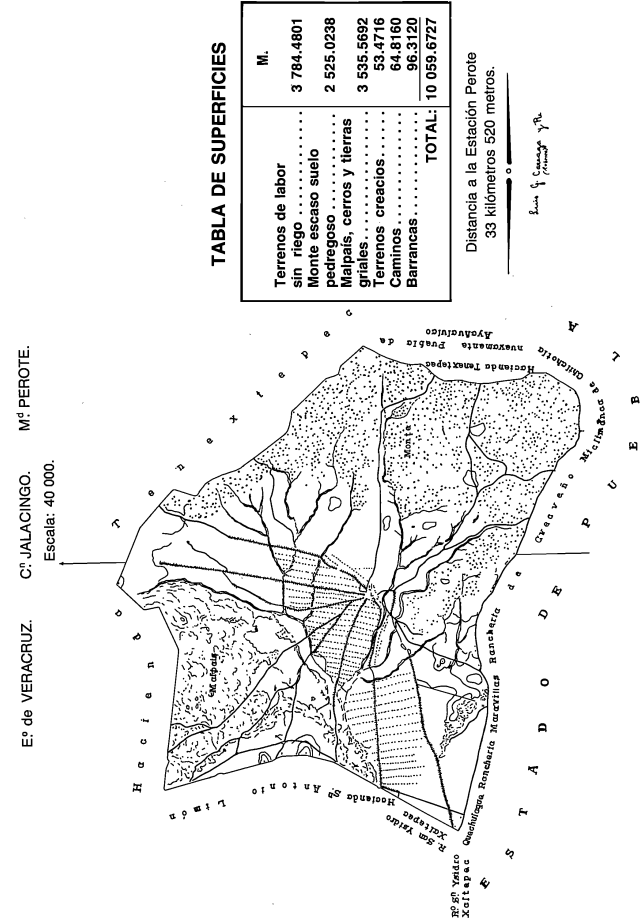 Eº de VERACRUZ. Cⁿ JALACINGO. Mᵈ PEROTE.
Escala: 40 000.
TABLA DE SUPERFICIES
M.
Terrenos de labor
sin riego . . . . . . . . . . . . . . 3 784.4801
Monte escaso suelo
pedregoso . . . . . . . . . . . . . 2 525.0238
Malpaís, cerros y tierras
griales . . . . . . . . . . . . . . . . 3 535.5692
Terrenos creacios . . . . . . 53.4716
Caminos . . . . . . . . . . . . . . 64.8160
Barrancas . . . . . . . . . . . . 96.3120
TOTAL: 10 059.6727
Distancia a la Estación Perote
33 kilómetros 520 metros.
Luis G.
Hacienda Tenextepec
Malpaís
Monte
Hacienda Tenextepec
nuevamente Puebla de
Ayahualulco
Hacienda Sn. Antonio Limón
R. San Ysidro
Xaltepec
Rº Sⁿ Ysidro
Xaltepec
Quechulaque Ranchería Maravillas Ranchería de
ESTADO DE PUEBLA